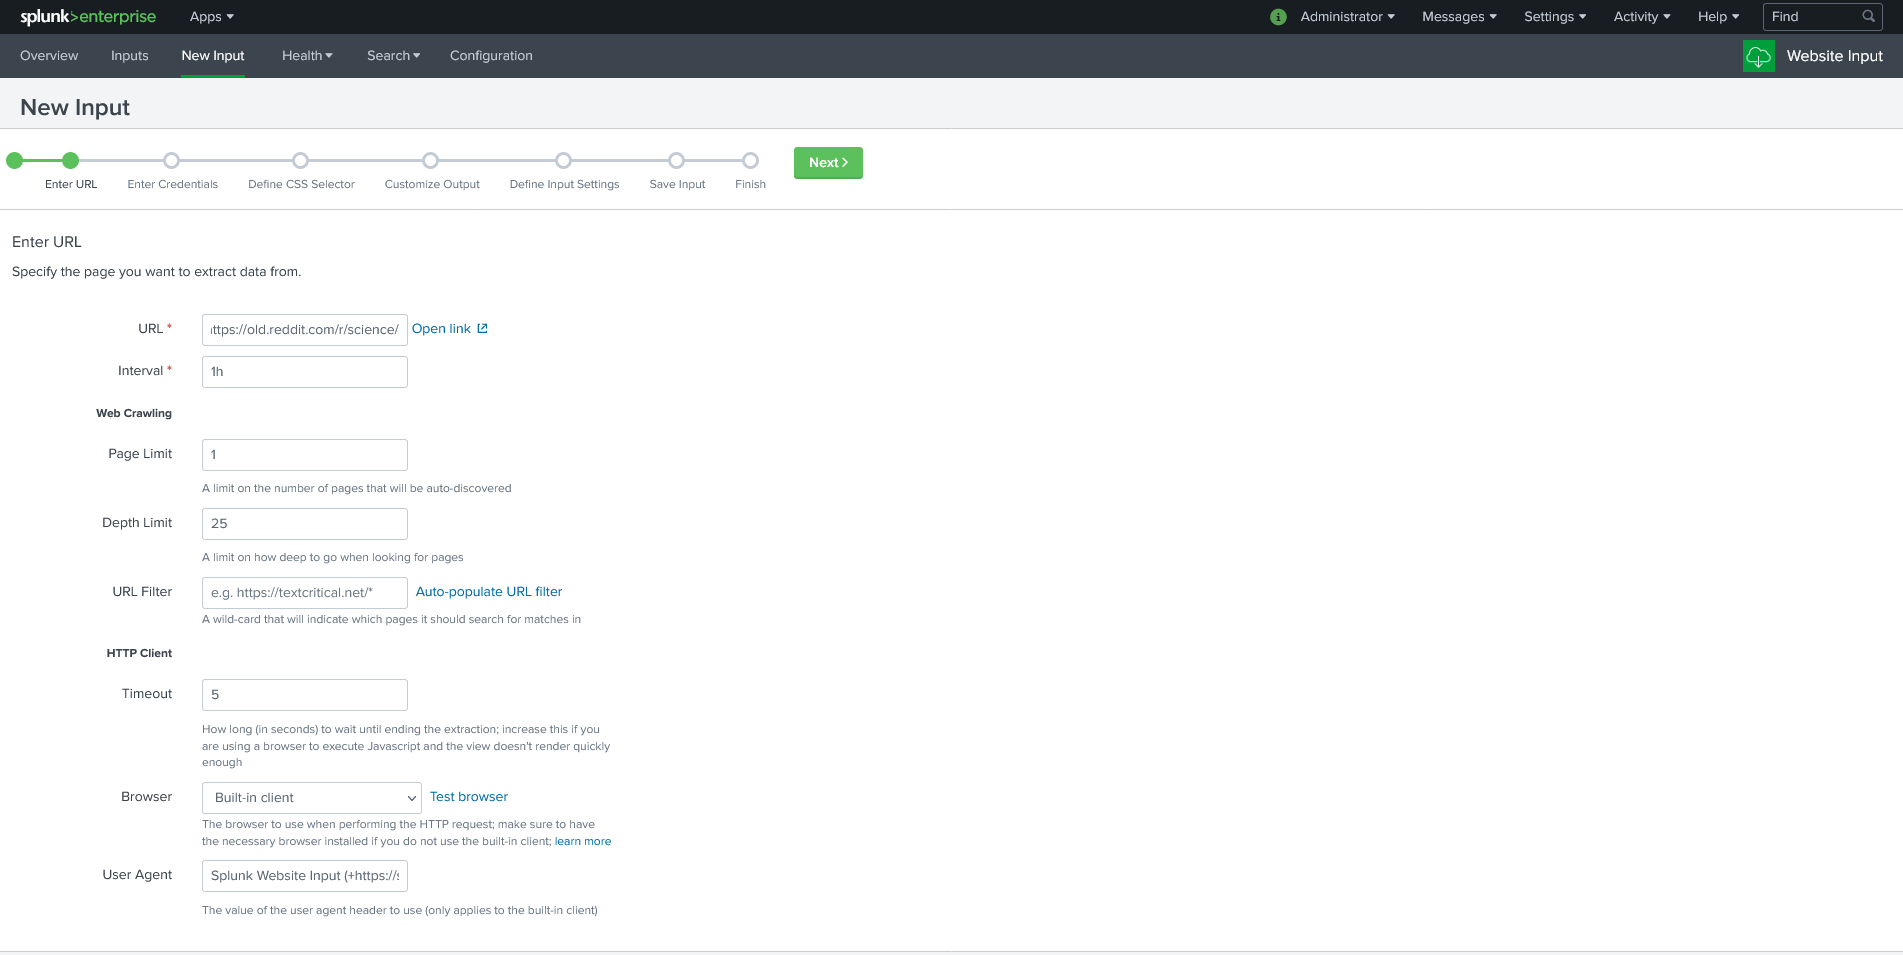 splunk>enterprise Apps Administrator Messages Settings Activity Help Find
Overview Inputs New Input Health Search Configuration Website Input
New Input
Next
Enter URL Enter Credentials Define CSS Selector Customize Output Define Input Settings Save Input Finish
Enter URL
Specify the page you want to extract data from.
URL * ttps://old.reddit.com/r/science/ Open link
Interval * 1h
Web Crawling
Page Limit 1
A limit on the number of pages that will be auto-discovered
Depth Limit 25
A limit on how deep to go when looking for pages
URL Filter e.g. https://textcritical.net/* Auto-populate URL filter
A wild-card that will indicate which pages it should search for matches in
HTTP Client
Timeout 5
How long (in seconds) to wait until ending the extraction; increase this if you
are using a browser to execute Javascript and the view doesn't render quickly
enough
Browser Built-in client Test browser
The browser to use when performing the HTTP request; make sure to have
the necessary browser installed if you do not use the built-in client; learn more
User Agent Splunk Website Input (+https://s
The value of the user agent header to use (only applies to the built-in client)